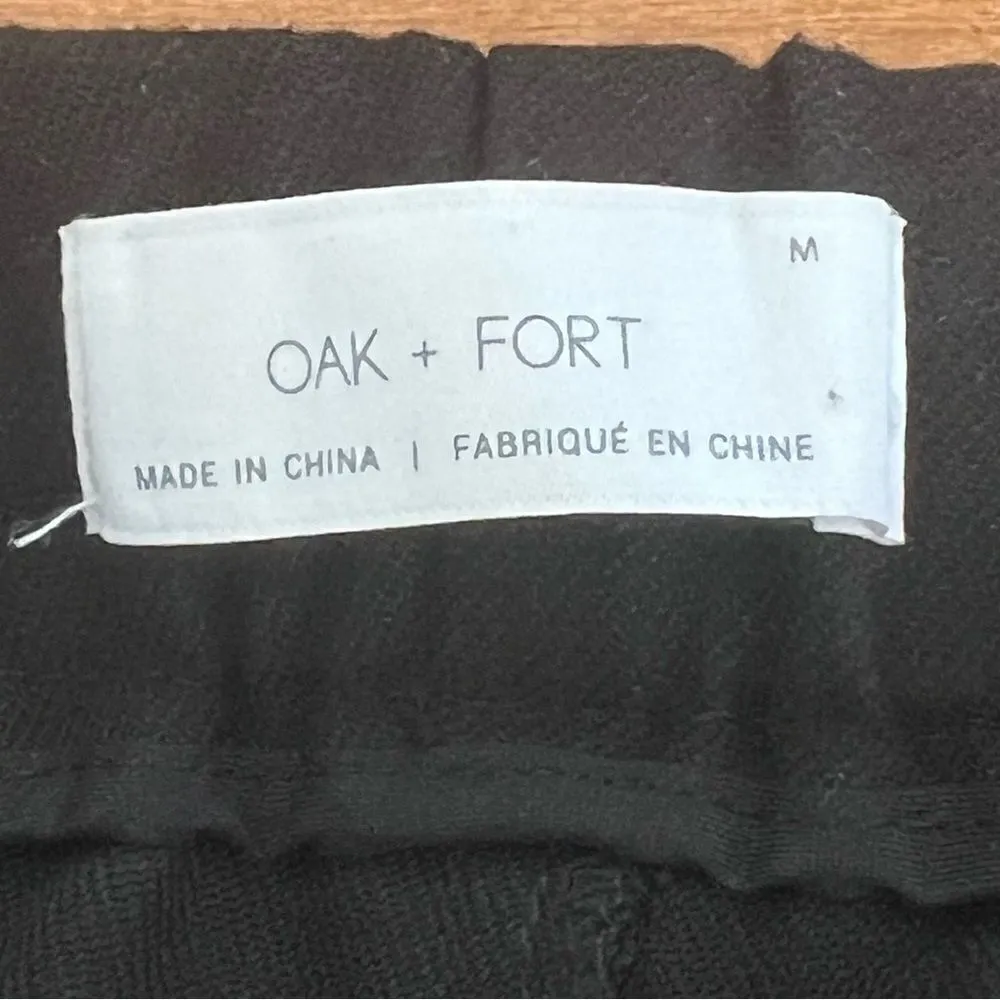 M
OAK + FORT
MADE IN CHINA | FABRIQUÉ EN CHINE